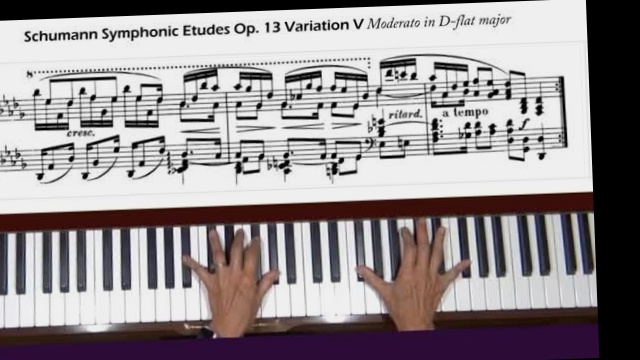 Schumann Symphonic Etudes Op. 13 Variation V Moderato in D-flat major
8
cresc.
ritard.
a tempo
f